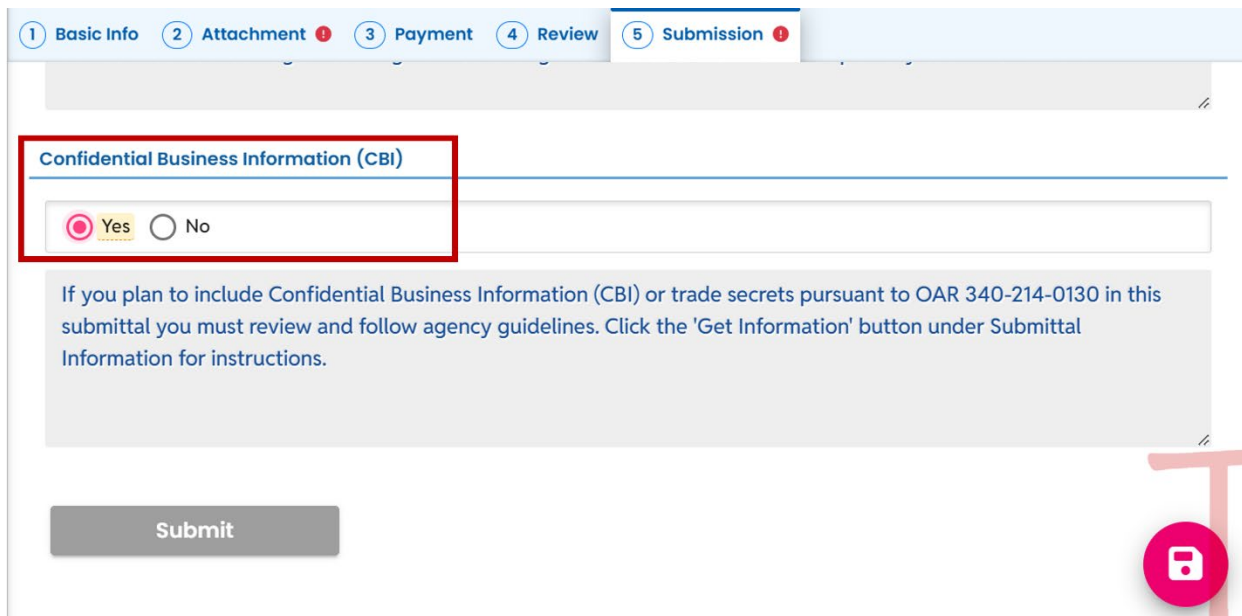 1 Basic Info 2 Attachment ! 3 Payment 4 Review 5 Submission !
Confidential Business Information (CBI)
Yes No
If you plan to include Confidential Business Information (CBI) or trade secrets pursuant to OAR 340-214-0130 in this
submittal you must review and follow agency guidelines. Click the 'Get Information' button under Submittal
Information for instructions.
Submit